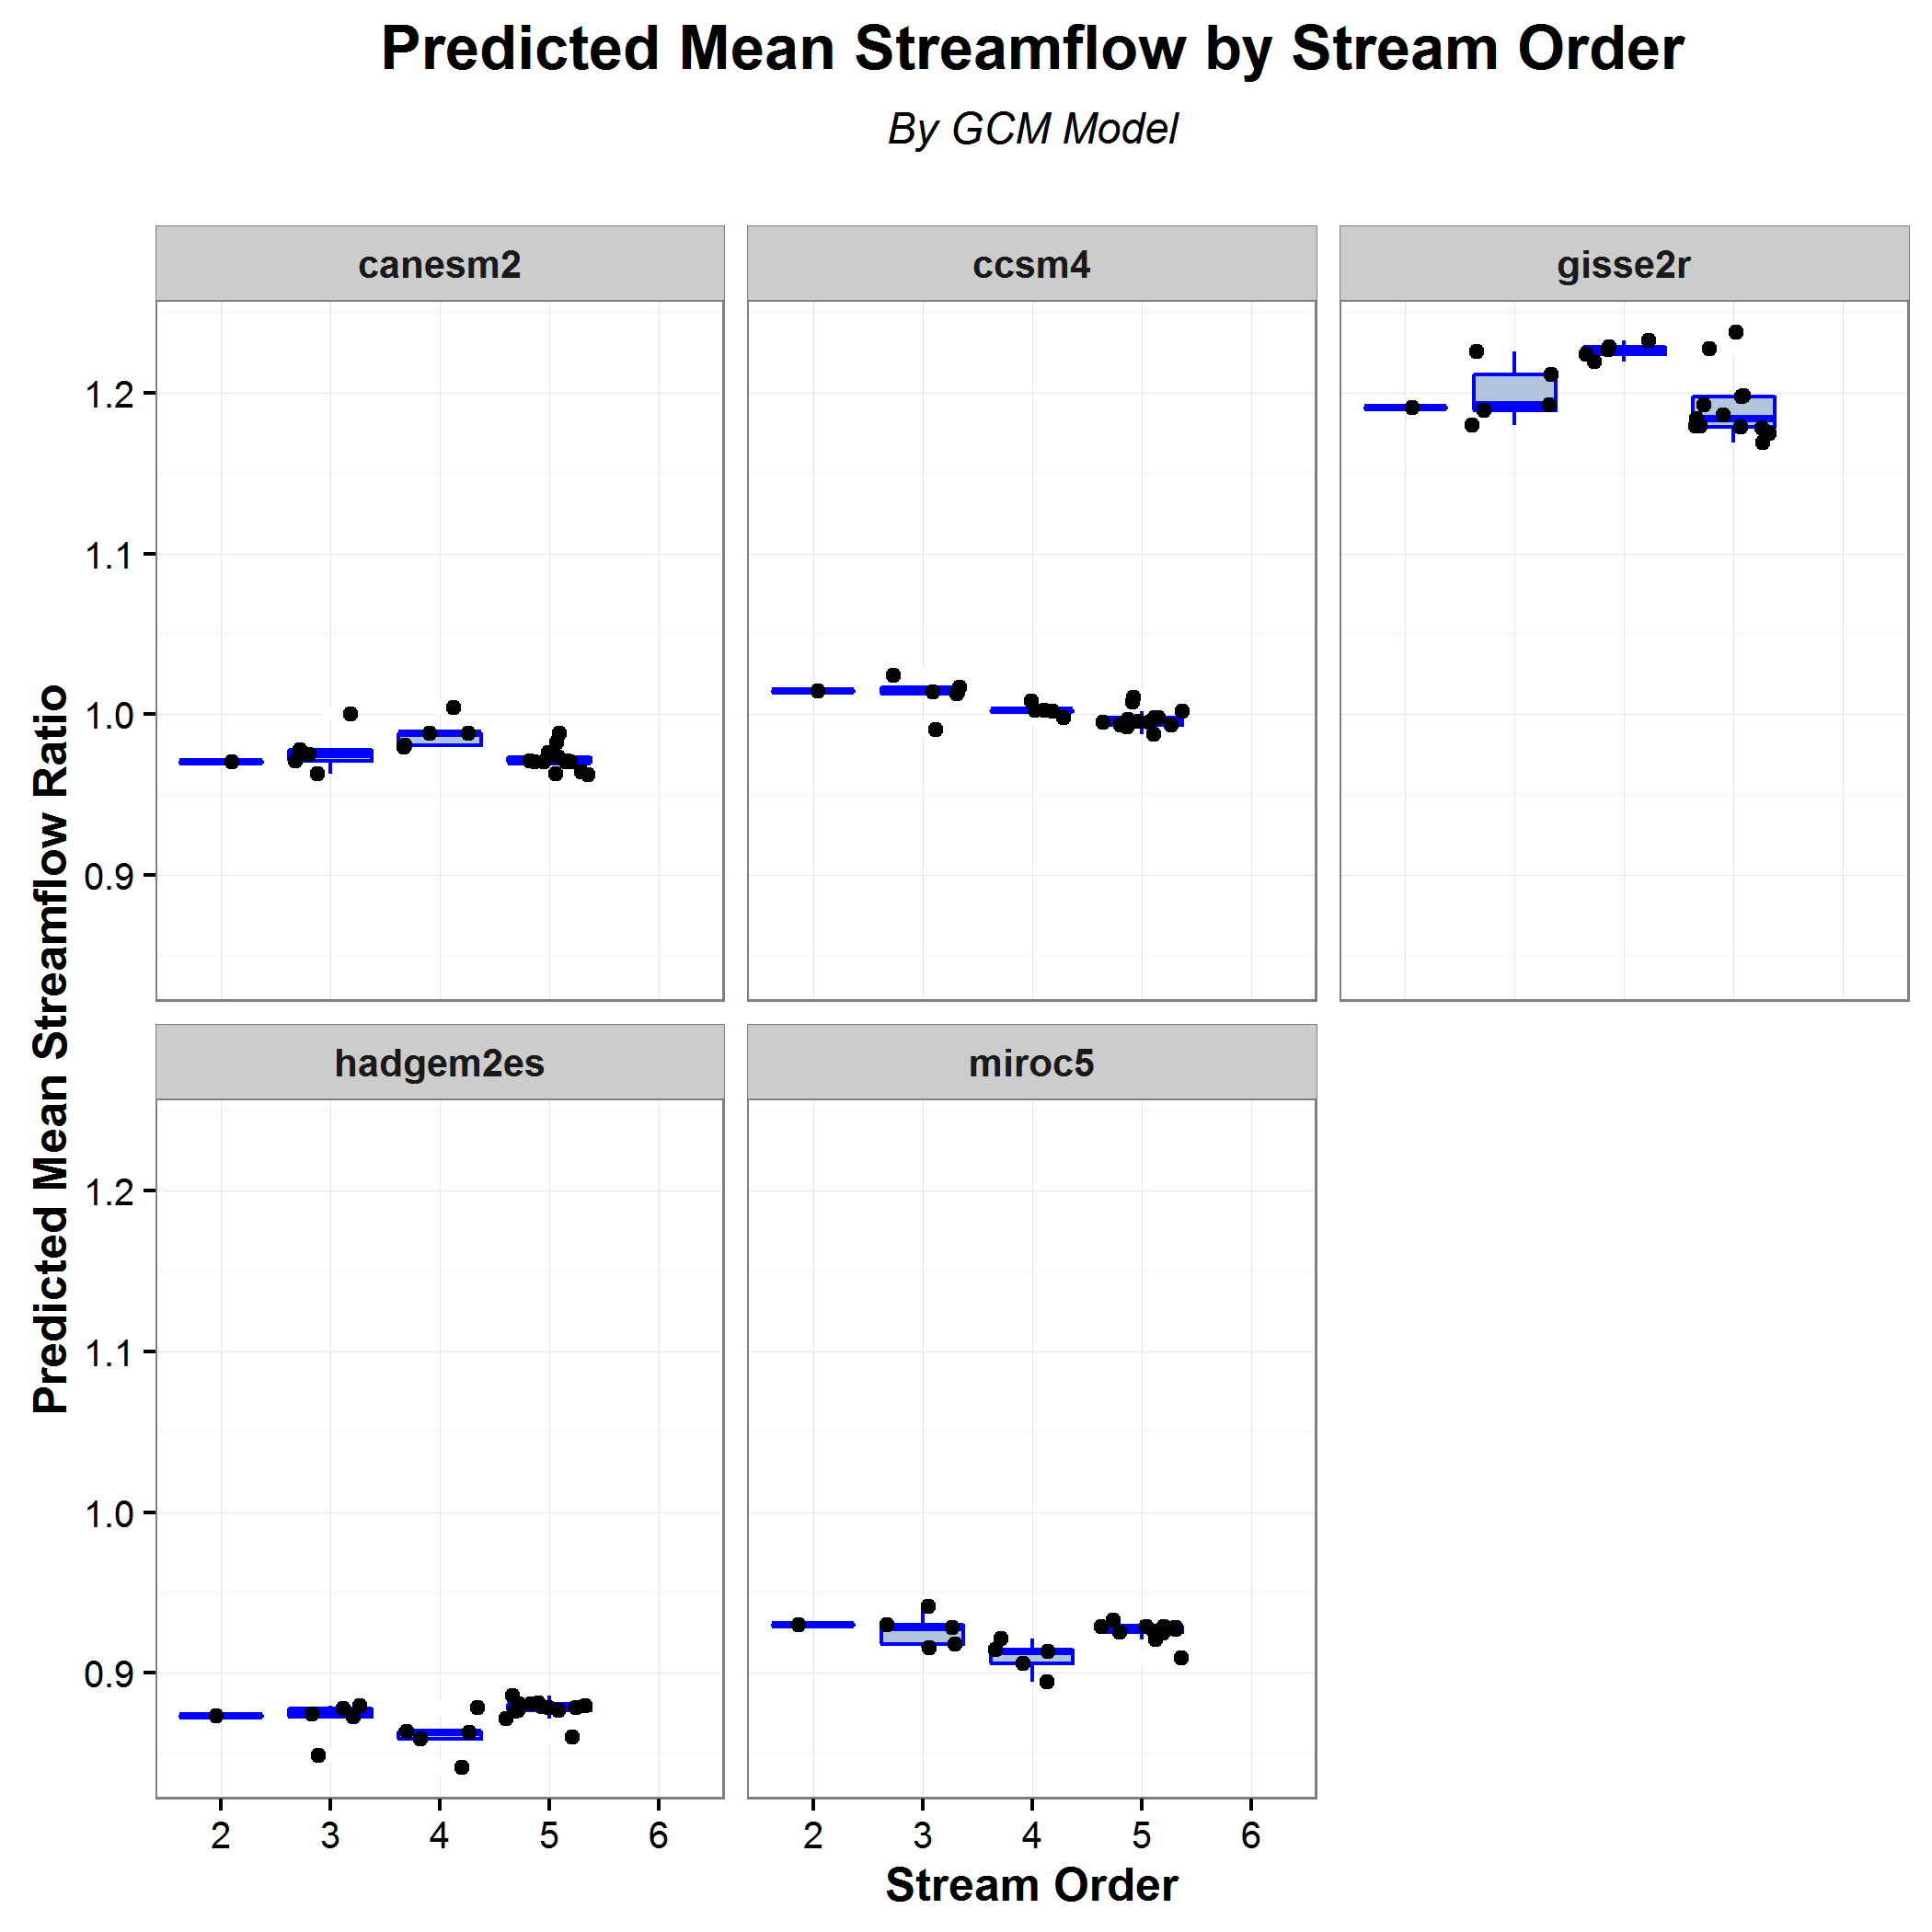 Predicted Mean Streamflow by Stream Order
By GCM Model
canesm2
ccsm4
gisse2r
1.2
1.1
1.0
0.9
hadgem2es
miroc5
1.2
1.1
1.0
0.9
2 3 4 5 6
2 3 4 5 6
Stream Order
Predicted Mean Streamflow Ratio